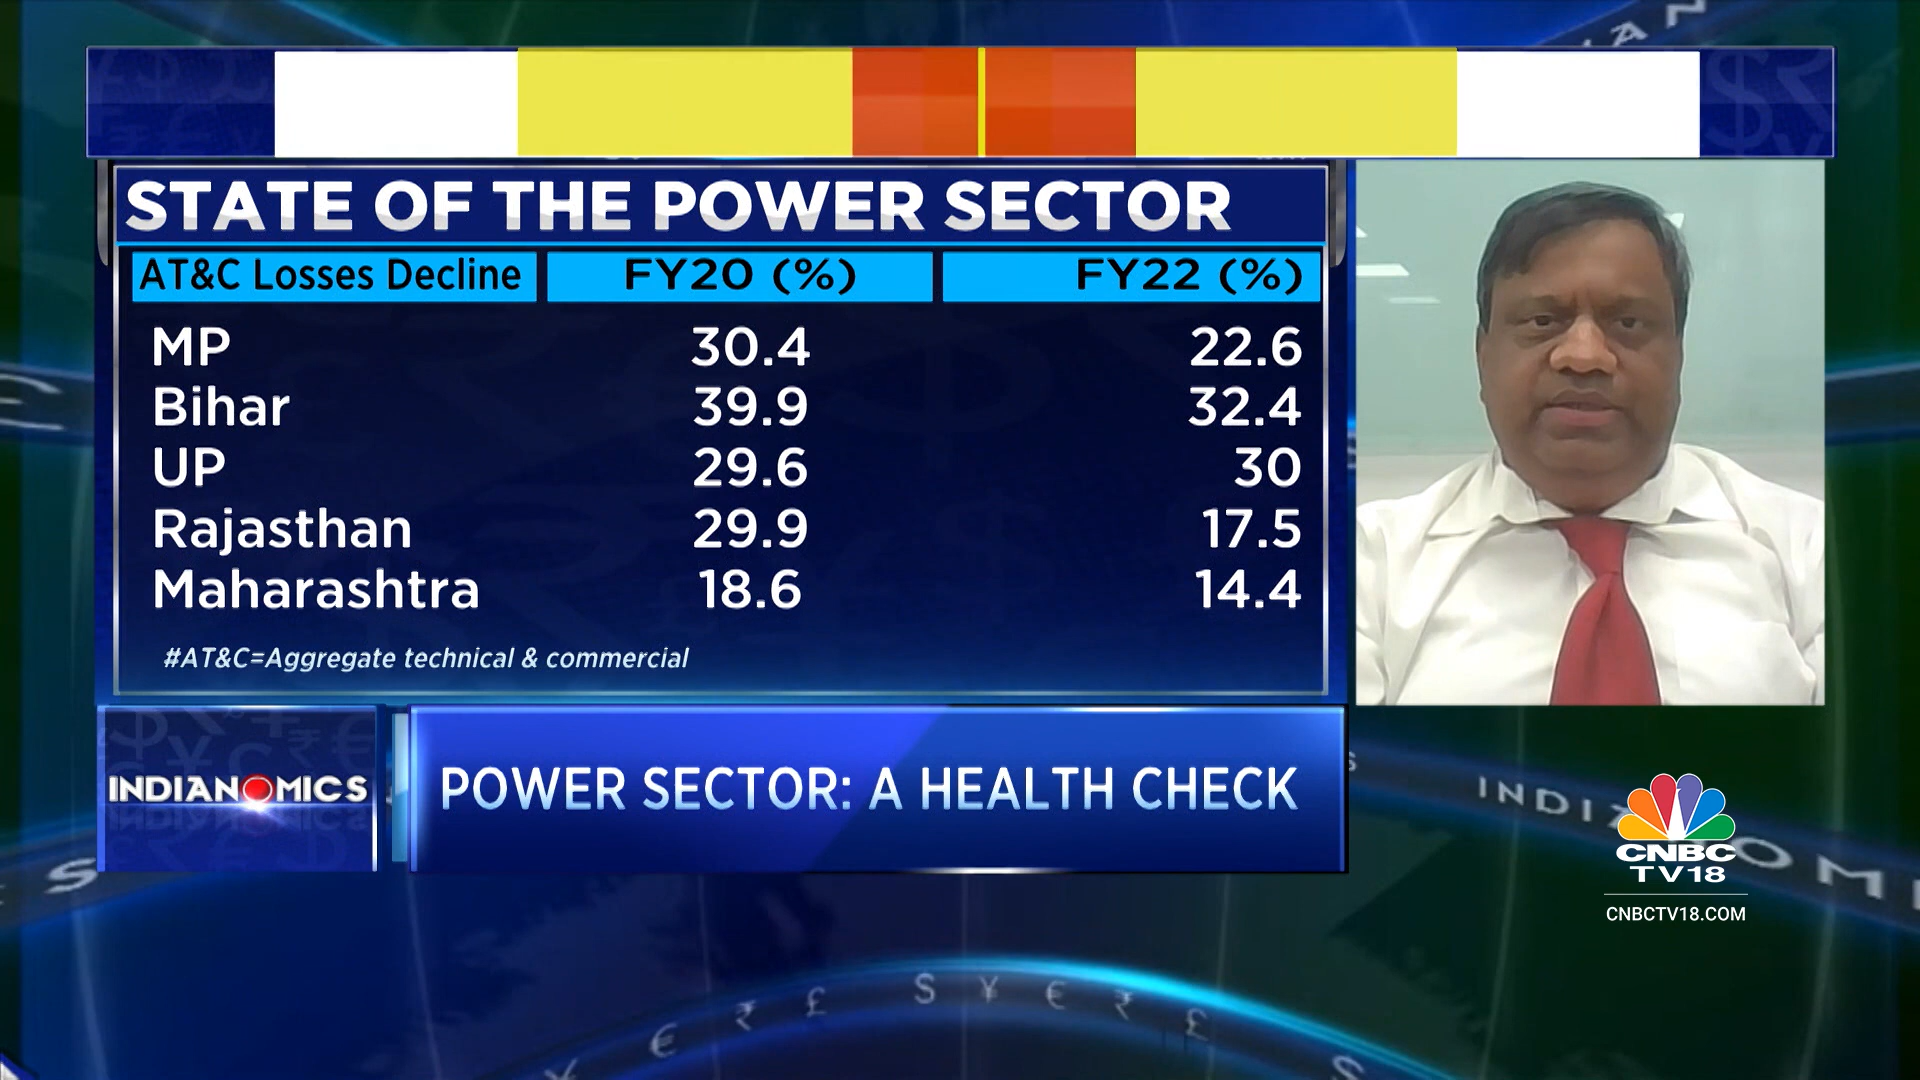 STATE OF THE POWER SECTOR
AT&C Losses Decline FY20 (%) FY22 (%)
MP 30.4 22.6
Bihar 39.9 32.4
UP 29.6 30
Rajasthan 29.9 17.5
Maharashtra 18.6 14.4
#AT&C=Aggregate technical & commercial
INDIANOMICS
POWER SECTOR: A HEALTH CHECK
CNBC
TV18
CNBCTV18.COM